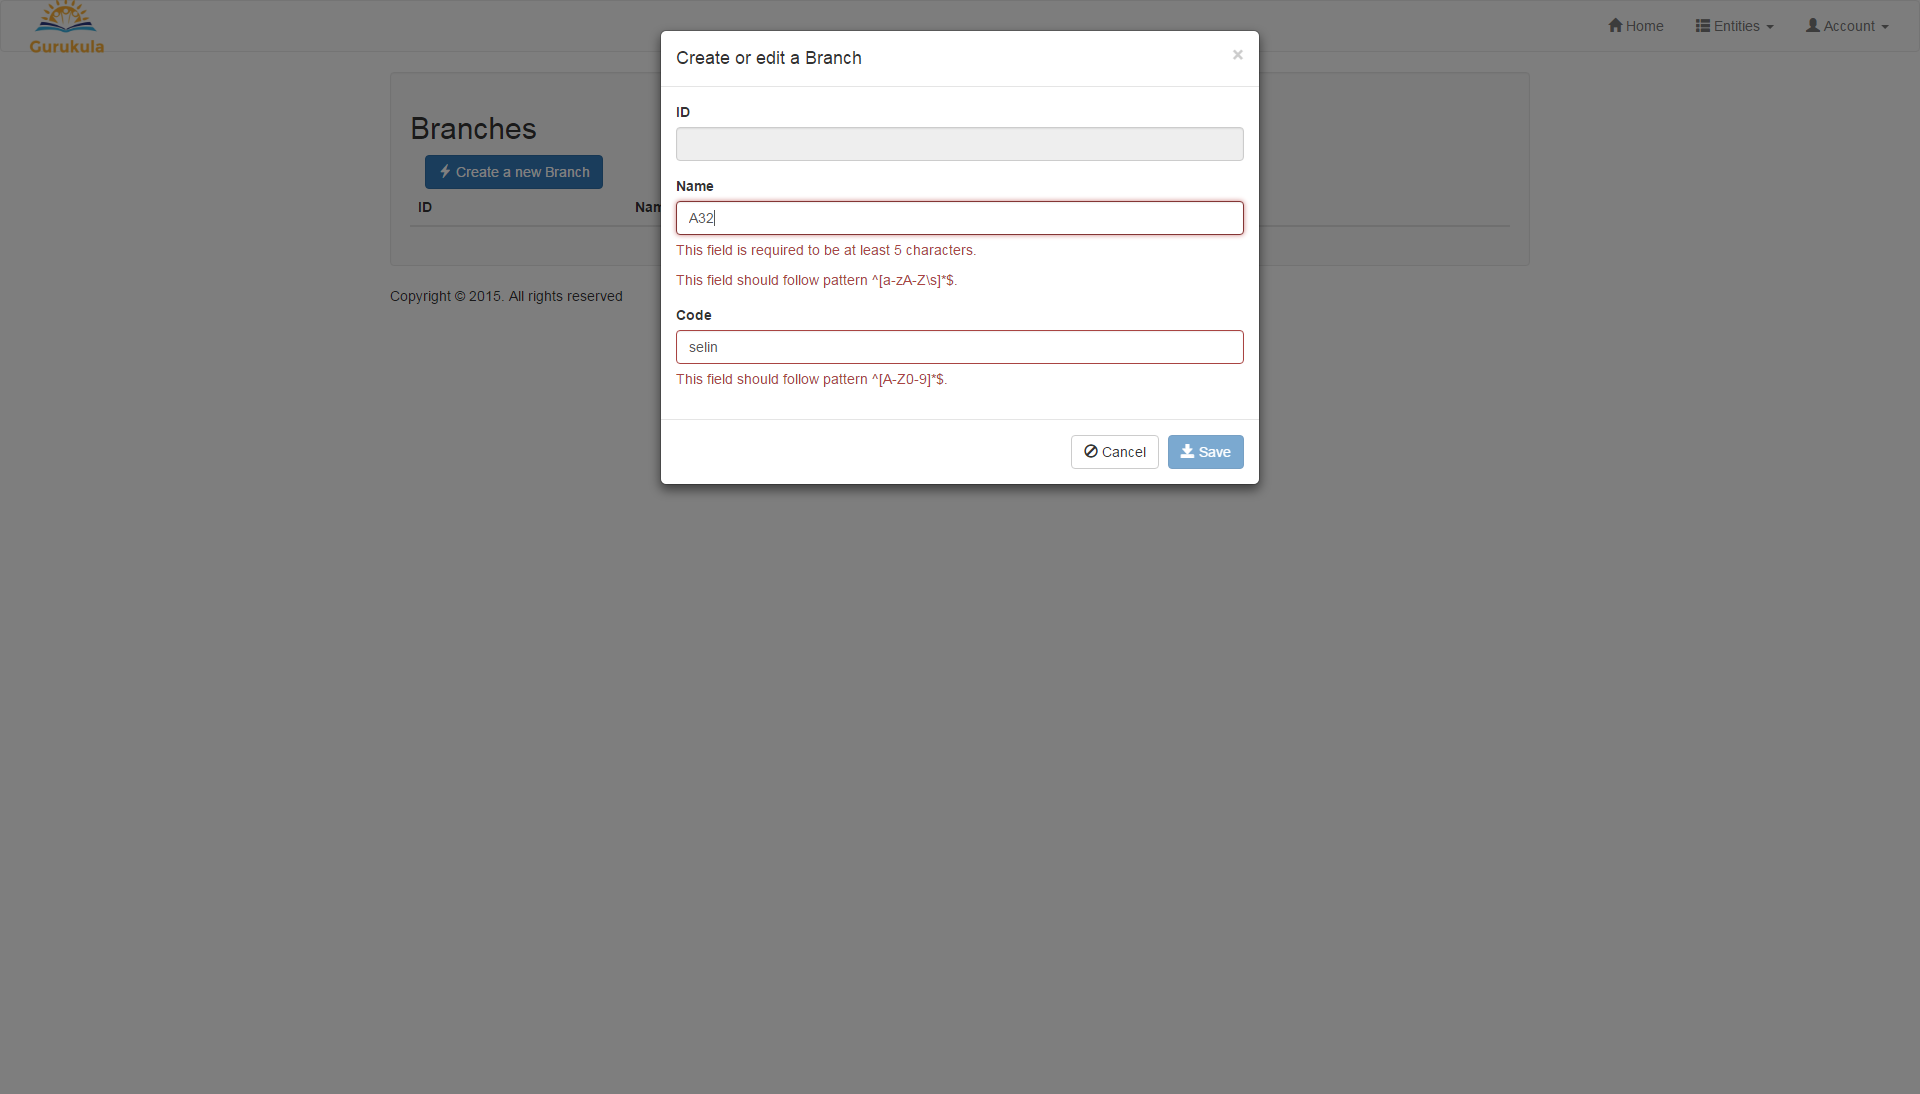 Gurukula
Home Entities Account
Create or edit a Branch ×
ID
Name
A32
This field is required to be at least 5 characters.
This field should follow pattern ^[a-zA-Z\s]*$.
Code
selin
This field should follow pattern ^[A-Z0-9]*$.
Cancel Save
Branches
Create a new Branch
ID Nam
Copyright © 2015. All rights reserved